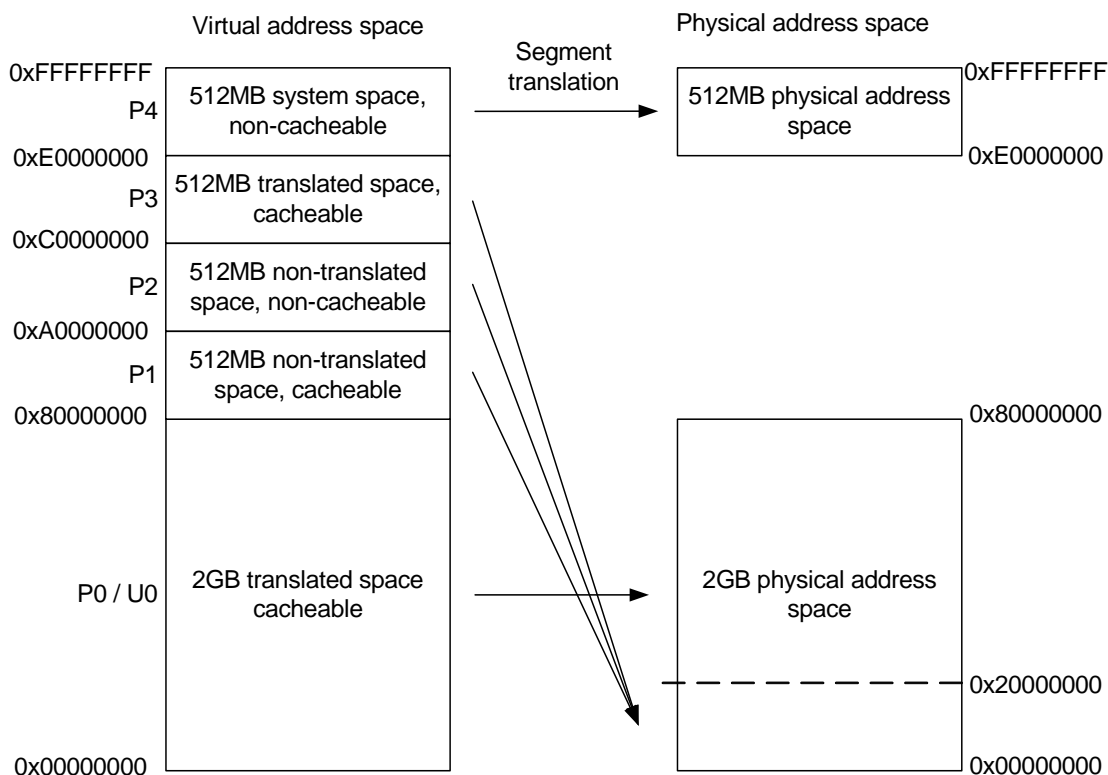 Virtual address space
Physical address space
Segment
translation
0xFFFFFFFF
P4
512MB system space,
non-cacheable
0xE0000000
P3
512MB translated space,
cacheable
0xC0000000
P2
512MB non-translated
space, non-cacheable
0xA0000000
P1
512MB non-translated
space, cacheable
0x80000000
P0 / U0
2GB translated space
cacheable
0x00000000
0xFFFFFFFF
512MB physical address
space
0xE0000000
0x80000000
2GB physical address
space
0x20000000
0x00000000